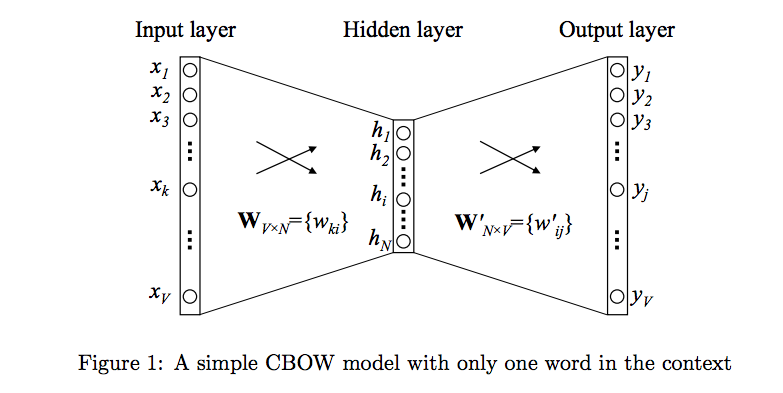 Input layer Hidden layer Output layer
x1 y1
x2 y2
x3 y3
h1
h2
xk hi yj
WV×N={wki} W'N×V={w'ij}
hN
xV yV
Figure 1: A simple CBOW model with only one word in the context